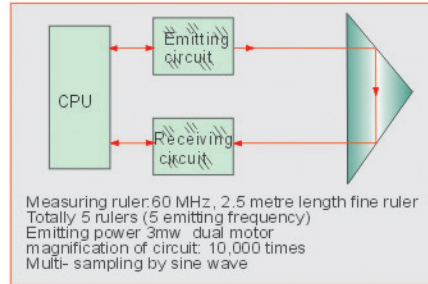 Emitting
circuit
CPU
Receiving
circuit
Measuring ruler:60 MHz, 2.5 metre length fine ruler
Totally 5 rulers (5 emitting frequency)
Emitting power 3mw dual motor
magnification of circuit: 10,000 times
Multi- sampling by sine wave